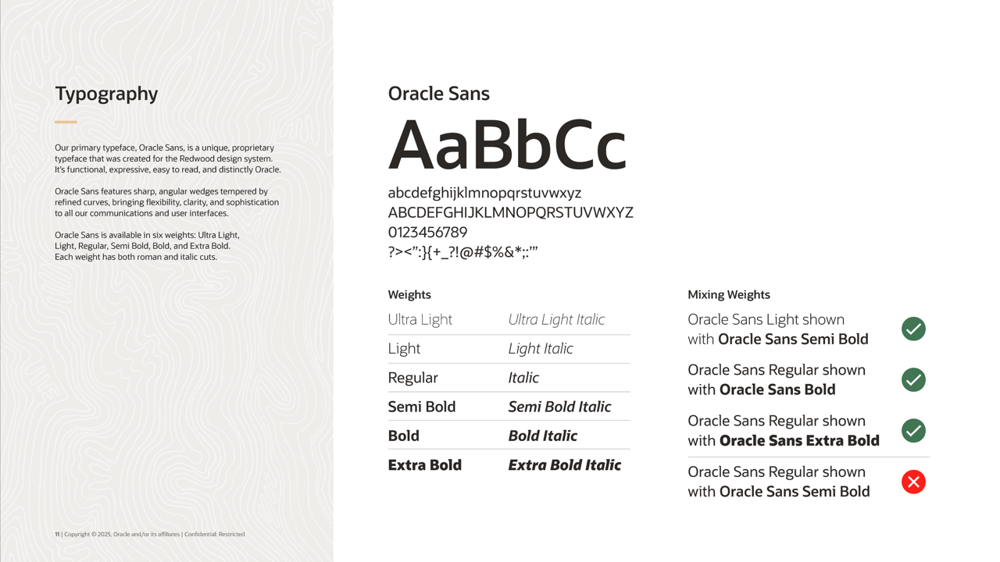 Typography
Our primary typeface, Oracle Sans, is a unique, proprietary
typeface that was created for the Redwood design system.
It's functional, expressive, easy to read, and distinctly Oracle.
Oracle Sans features sharp, angular wedges tempered by
refined curves, bringing flexibility, clarity, and sophistication
to all our communications and user interfaces.
Oracle Sans is available in six weights: Ultra Light,
Light, Regular, Semi Bold, Bold, and Extra Bold.
Each weight has both roman and italic cuts.
11 | Copyright © 2025, Oracle and/or its affiliates | Confidential: Restricted
Oracle Sans
AaBbCc
abcdefghijklmnopqrstuvwxyz
ABCDEFGHIJKLMNOPQRSTUVWXYZ
0123456789
?><”:}{+_?!@#$%&*;:’”
Weights
Ultra Light Ultra Light Italic
Light Light Italic
Regular Italic
Semi Bold Semi Bold Italic
Bold Bold Italic
Extra Bold Extra Bold Italic
Mixing Weights
Oracle Sans Light shown
with Oracle Sans Semi Bold
Oracle Sans Regular shown
with Oracle Sans Bold
Oracle Sans Regular shown
with Oracle Sans Extra Bold
Oracle Sans Regular shown
with Oracle Sans Semi Bold